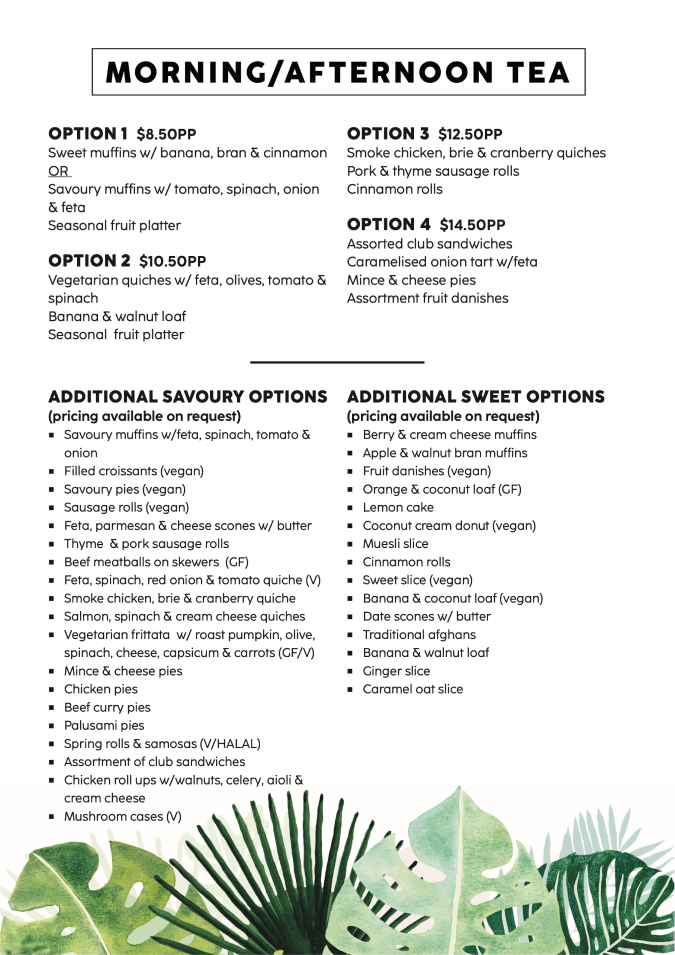 MORNING/AFTERNOON TEA
OPTION 1 $8.50PP
Sweet muffins w/ banana, bran & cinnamon
OR
Savoury muffins w/ tomato, spinach, onion
& feta
Seasonal fruit platter
OPTION 2 $10.50PP
Vegetarian quiches w/ feta, olives, tomato &
spinach
Banana & walnut loaf
Seasonal fruit platter
OPTION 3 $12.50PP
Smoke chicken, brie & cranberry quiches
Pork & thyme sausage rolls
Cinnamon rolls
OPTION 4 $14.50PP
Assorted club sandwiches
Caramelised onion tart w/feta
Mince & cheese pies
Assortment fruit danishes
ADDITIONAL SAVOURY OPTIONS
(pricing available on request)
▪ Savoury muffins w/feta, spinach, tomato &
onion
▪ Filled croissants (vegan)
▪ Savoury pies (vegan)
▪ Sausage rolls (vegan)
▪ Feta, parmesan & cheese scones w/ butter
▪ Thyme & pork sausage rolls
▪ Beef meatballs on skewers (GF)
▪ Feta, spinach, red onion & tomato quiche (V)
▪ Smoke chicken, brie & cranberry quiche
▪ Salmon, spinach & cream cheese quiches
▪ Vegetarian frittata w/ roast pumpkin, olive,
spinach, cheese, capsicum & carrots (GF/V)
▪ Mince & cheese pies
▪ Chicken pies
▪ Beef curry pies
▪ Palusami pies
▪ Spring rolls & samosas (V/HALAL)
▪ Assortment of club sandwiches
▪ Chicken roll ups w/walnuts, celery, aioli &
cream cheese
▪ Mushroom cases (V)
ADDITIONAL SWEET OPTIONS
(pricing available on request)
▪ Berry & cream cheese muffins
▪ Apple & walnut bran muffins
▪ Fruit danishes (vegan)
▪ Orange & coconut loaf (GF)
▪ Lemon cake
▪ Coconut cream donut (vegan)
▪ Muesli slice
▪ Cinnamon rolls
▪ Sweet slice (vegan)
▪ Banana & coconut loaf (vegan)
▪ Date scones w/ butter
▪ Traditional afghans
▪ Banana & walnut loaf
▪ Ginger slice
▪ Caramel oat slice